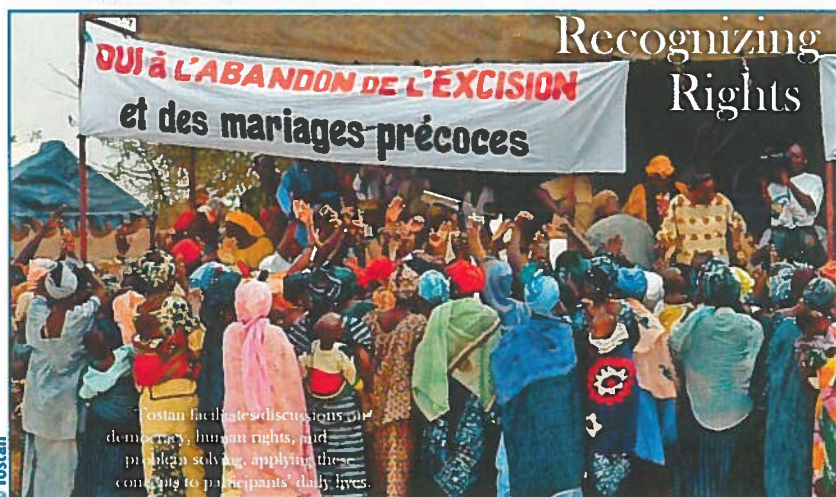 Recognizing
Rights
OUI à L'ABANDON DE L'EXCISION
et des mariages précoces
Tostan facilitates discussions on
democracy, human rights, and
problem solving, applying these
concepts to participants' daily lives.
© Tostan